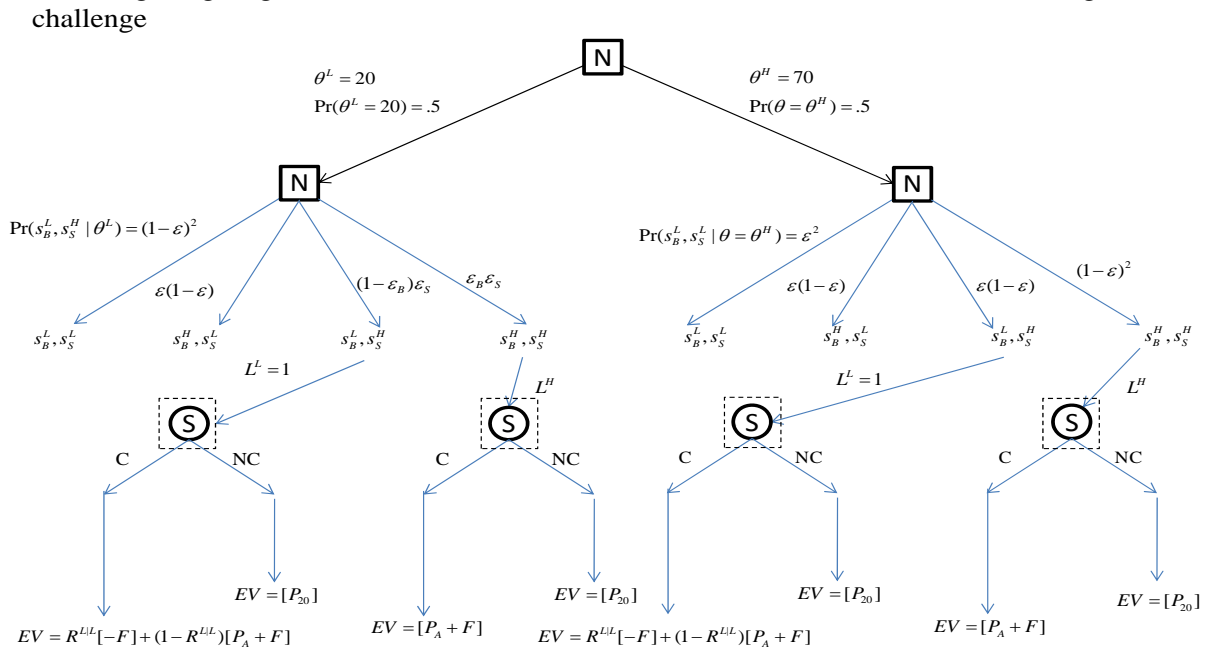 challenge
N
θ^L = 20
Pr(θ^L = 20) = .5
θ^H = 70
Pr(θ = θ^H) = .5
N
N
Pr(s_B^L, s_S^H | θ^L) = (1-ε)^2
ε(1-ε)
(1-ε_B)ε_S
ε_Bε_S
Pr(s_B^L, s_S^L | θ = θ^H) = ε^2
ε(1-ε)
ε(1-ε)
(1-ε)^2
s_B^L, s_S^L
s_B^H, s_S^L
s_B^L, s_S^H
s_B^H, s_S^H
s_B^L, s_S^L
s_B^H, s_S^L
s_B^L, s_S^H
s_B^H, s_S^H
L^L = 1
L^H
L^L = 1
L^H
S
S
S
S
C
NC
C
NC
C
NC
C
NC
EV = [P_20]
EV = [P_20]
EV = [P_20]
EV = [P_20]
EV = R^{L|L}[-F] + (1-R^{L|L})[P_A + F]
EV = [P_A + F]
EV = R^{L|L}[-F] + (1-R^{L|L})[P_A + F]
EV = [P_A + F]